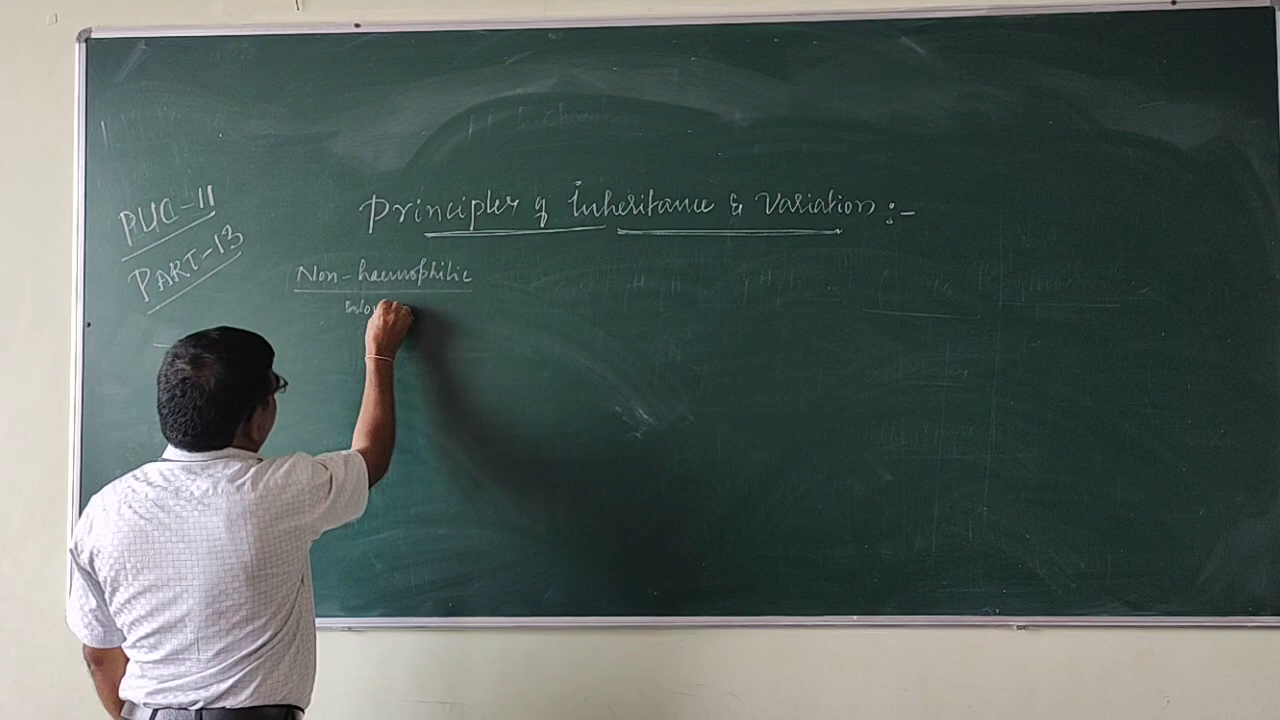 PUC-II
PART-13
Principles of Inheritance & Variation :-
Non-haemophilic